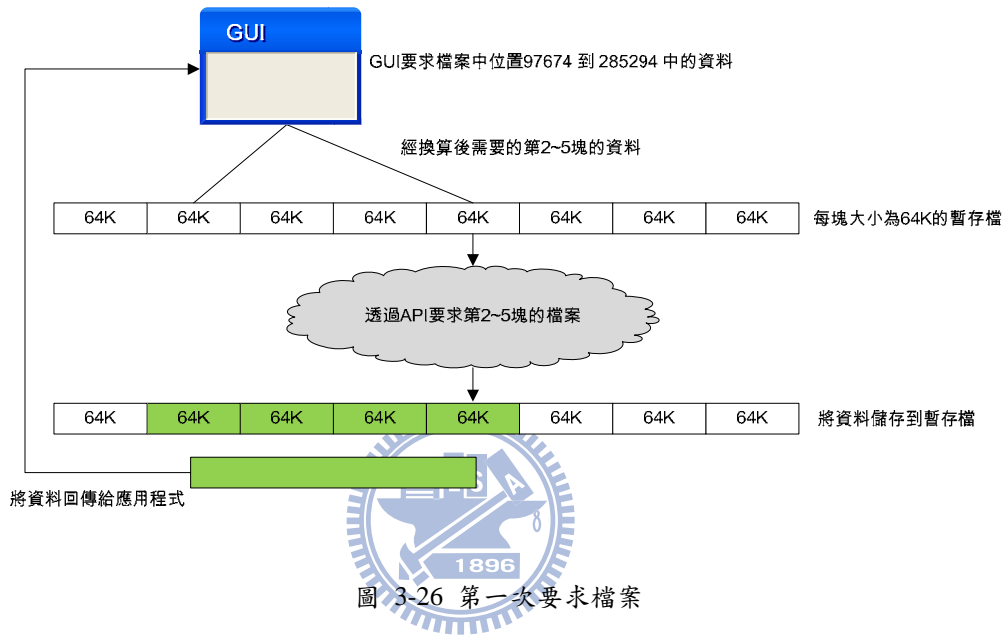 GUI
GUI要求檔案中位置97674 到 285294 中的資料
經換算後需要的第2~5塊的資料
64K 64K 64K 64K 64K 64K 64K 64K 每塊大小為64K的暫存檔
透過API要求第2~5塊的檔案
64K 64K 64K 64K 64K 64K 64K 64K 將資料儲存到暫存檔
將資料回傳給應用程式
1896
圖 3-26 第一次要求檔案